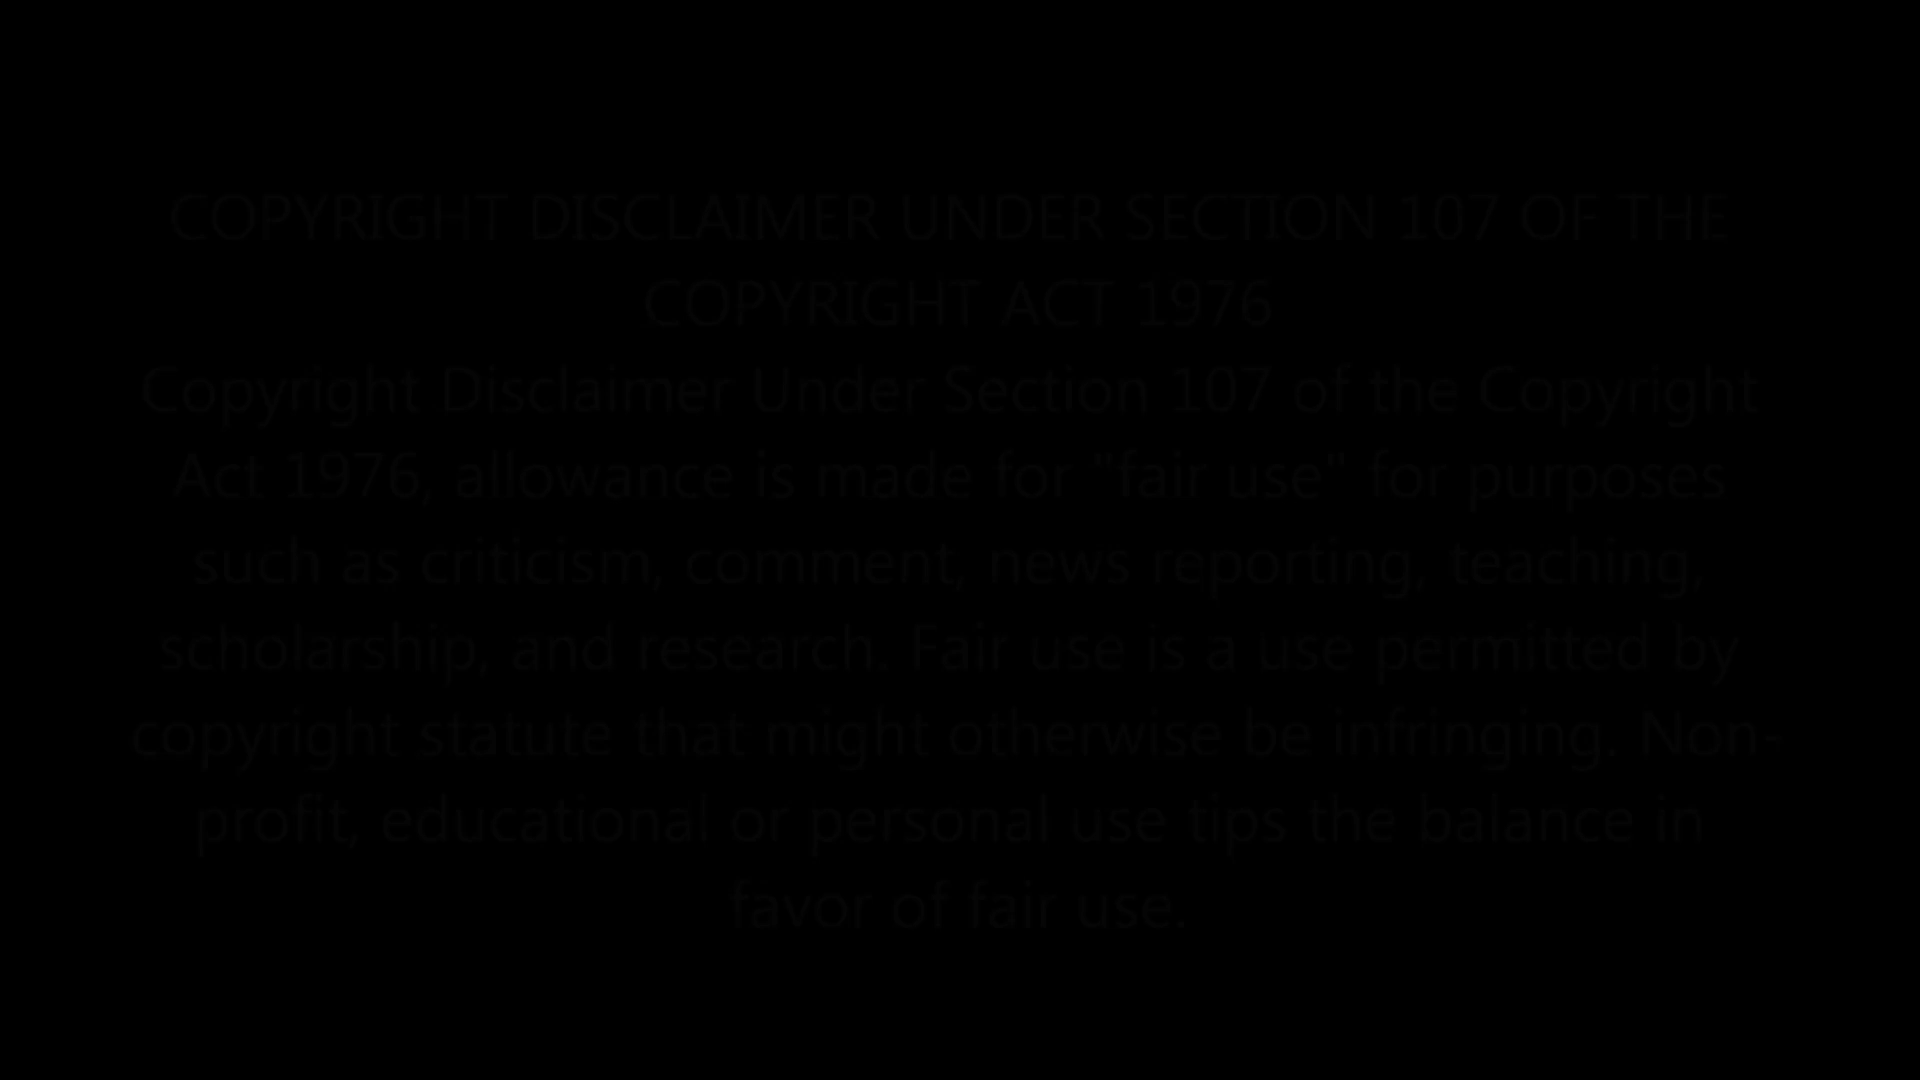 COPYRIGHT DISCLAIMER UNDER SECTION 107 OF THE
COPYRIGHT ACT 1976
Copyright Disclaimer Under Section 107 of the Copyright
Act 1976, allowance is made for "fair use" for purposes
such as criticism, comment, news reporting, teaching,
scholarship, and research. Fair use is a use permitted by
copyright statute that might otherwise be infringing. Non-
profit, educational or personal use tips the balance in
favor of fair use.